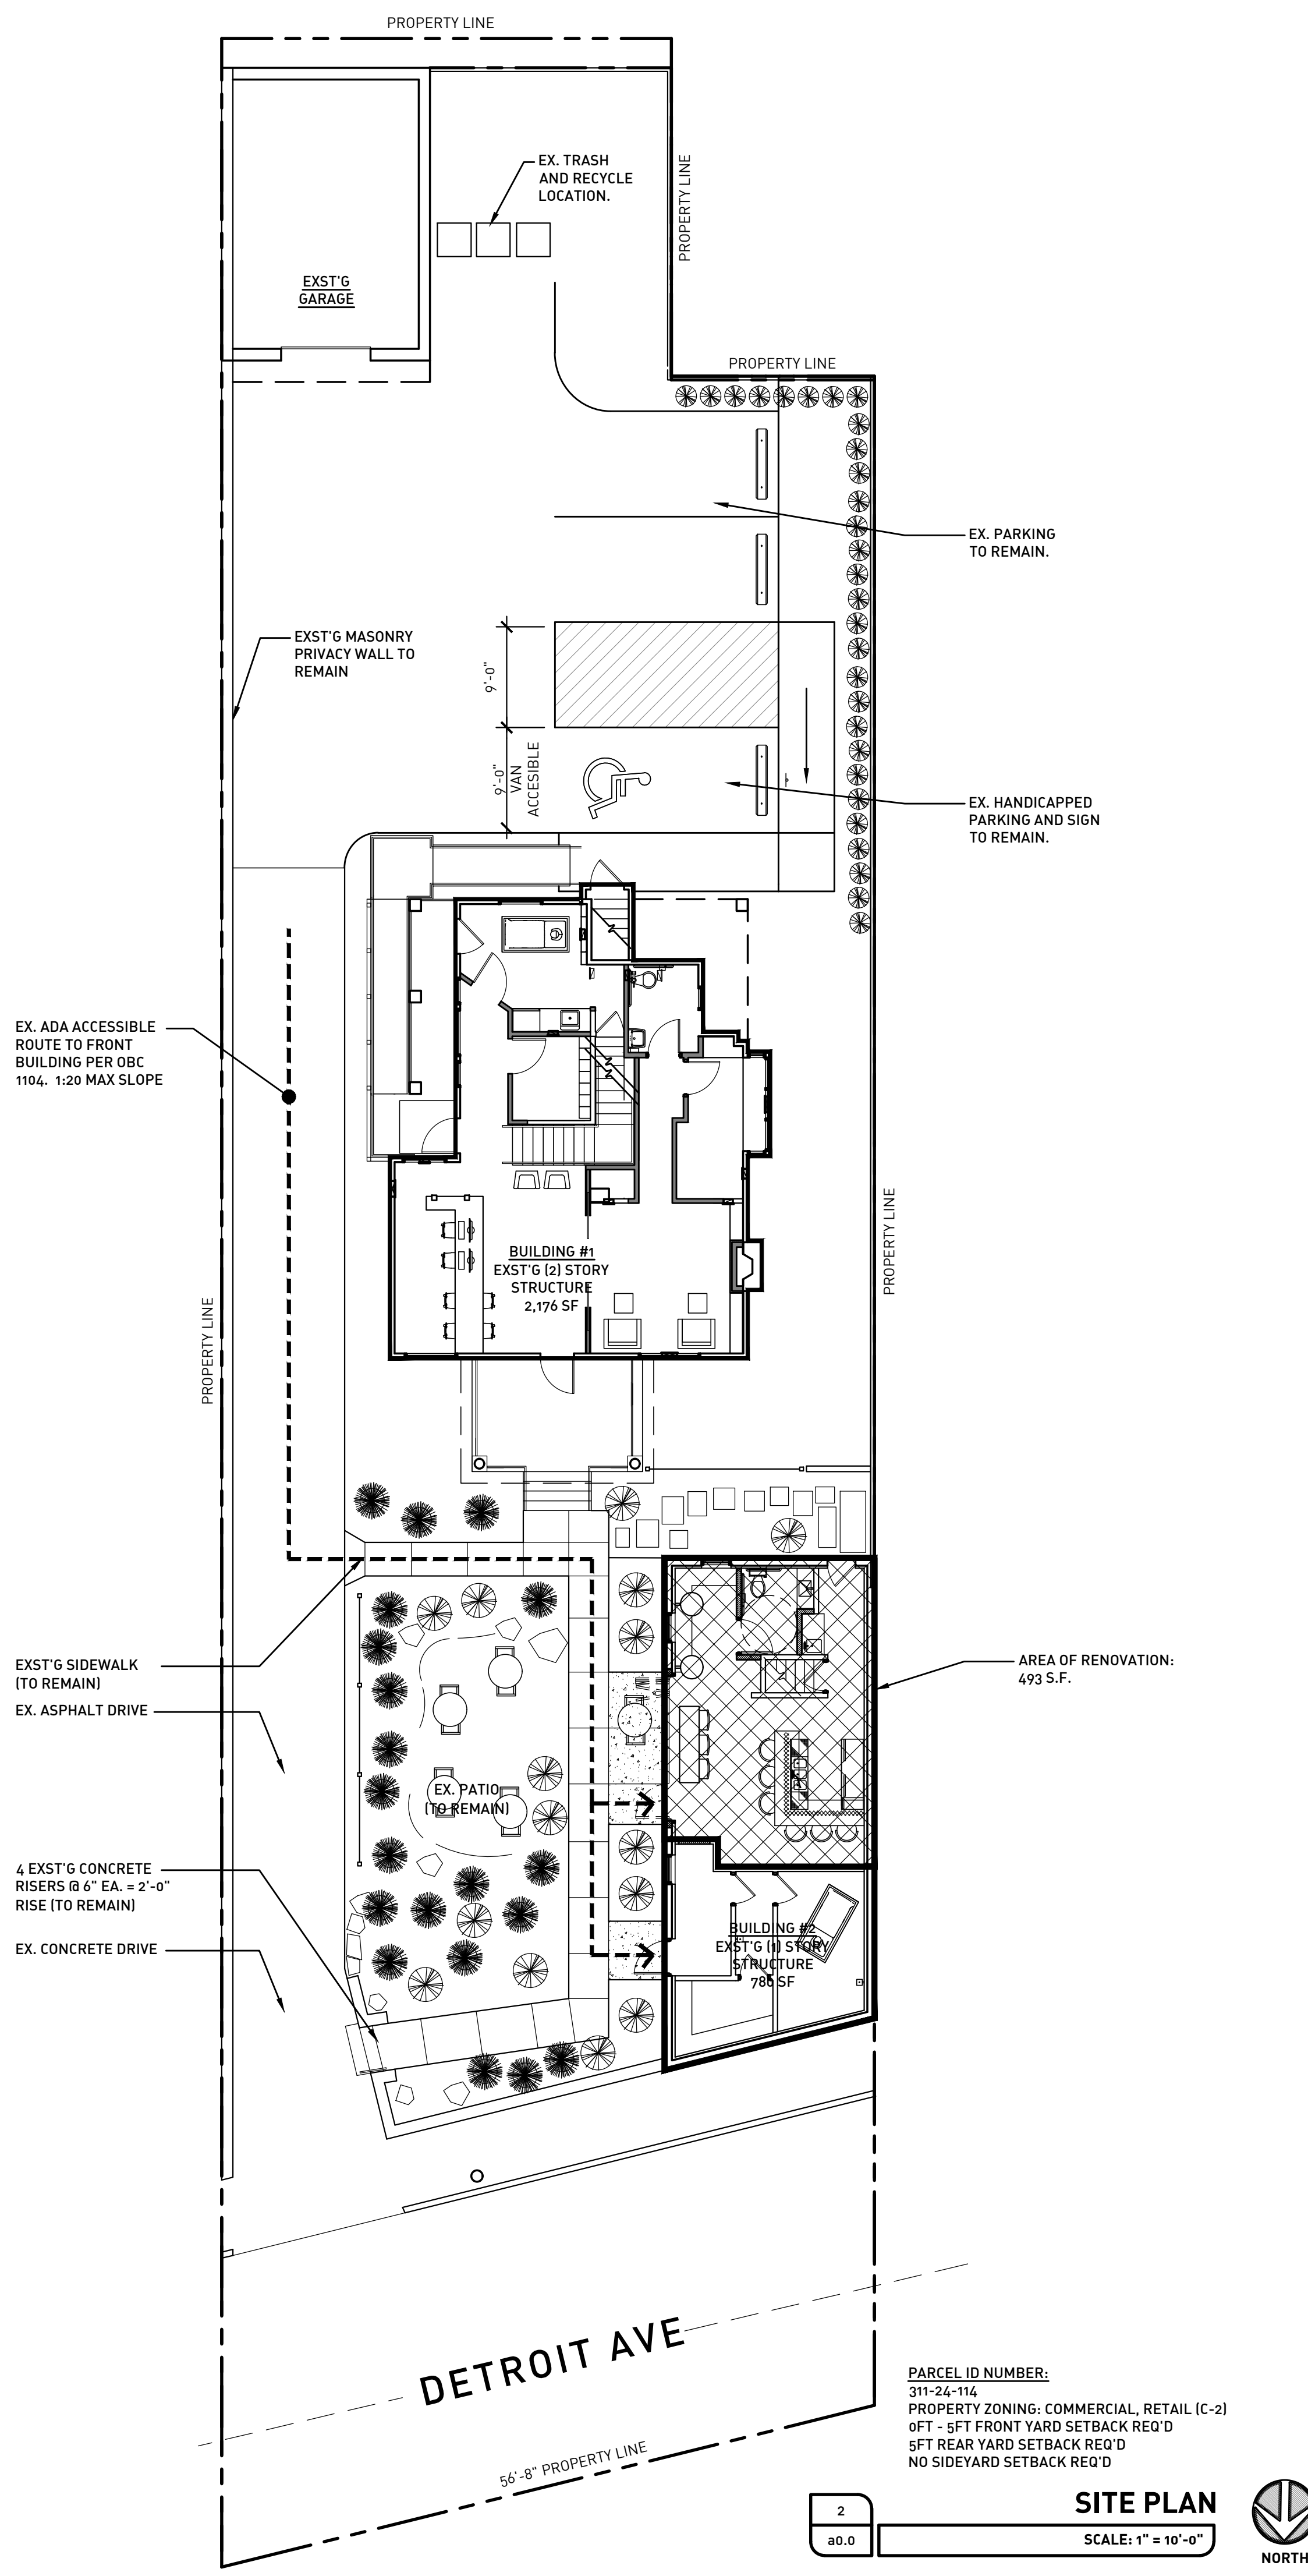 PROPERTY LINE
EX. TRASH
AND RECYCLE
LOCATION.
PROPERTY LINE
EXST'G
GARAGE
PROPERTY LINE
EX. PARKING
TO REMAIN.
EXST'G MASONRY
PRIVACY WALL TO
REMAIN
9'-0"
9'-0"
VAN
ACCESIBLE
EX. HANDICAPPED
PARKING AND SIGN
TO REMAIN.
EX. ADA ACCESSIBLE
ROUTE TO FRONT
BUILDING PER OBC
1104. 1:20 MAX SLOPE
BUILDING #1
EXST'G (2) STORY
STRUCTURE
2,176 SF
PROPERTY LINE
PROPERTY LINE
EXST'G SIDEWALK
(TO REMAIN)
EX. ASPHALT DRIVE
AREA OF RENOVATION:
493 S.F.
EX. PATIO
(TO REMAIN)
4 EXST'G CONCRETE
RISERS @ 6" EA. = 2'-0"
RISE (TO REMAIN)
EX. CONCRETE DRIVE
BUILDING #2
EXST'G (1) STORY
STRUCTURE
786 SF
DETROIT AVE
56'-8" PROPERTY LINE
PARCEL ID NUMBER:
311-24-114
PROPERTY ZONING: COMMERCIAL, RETAIL (C-2)
0FT - 5FT FRONT YARD SETBACK REQ'D
5FT REAR YARD SETBACK REQ'D
NO SIDEYARD SETBACK REQ'D
2
a0.0
SITE PLAN
SCALE: 1" = 10'-0"
NORTH